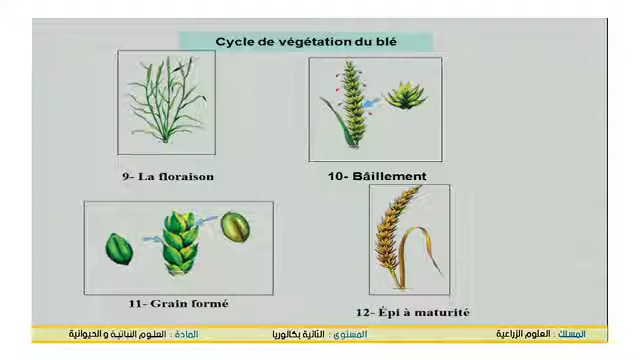 Cycle de végétation du blé
9- La floraison
10- Bâillement
11- Grain formé
12- Épi à maturité
المسلك : العلوم الزراعية
المستوى : الثانية بكالوريا
المادة : العلوم النباتية و الحيوانية